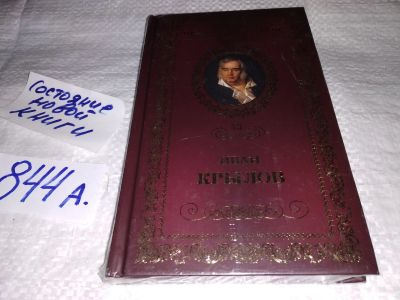 Состояние
новой
книги
844 А.
ИВАН
КРЫЛОВ